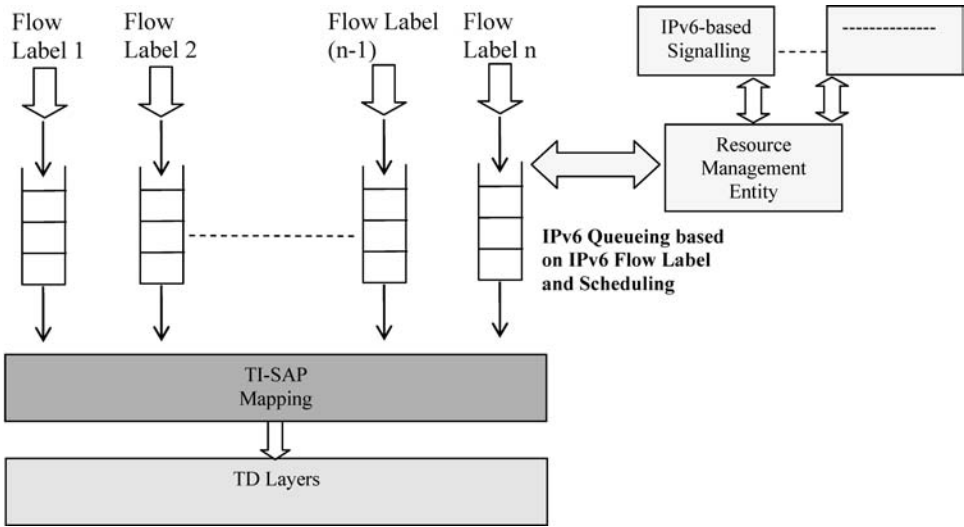 Flow
Label 1
Flow
Label 2
Flow Label
(n-1)
Flow
Label n
IPv6-based
Signalling
Resource
Management
Entity
IPv6 Queueing based
on IPv6 Flow Label
and Scheduling
TI-SAP
Mapping
TD Layers